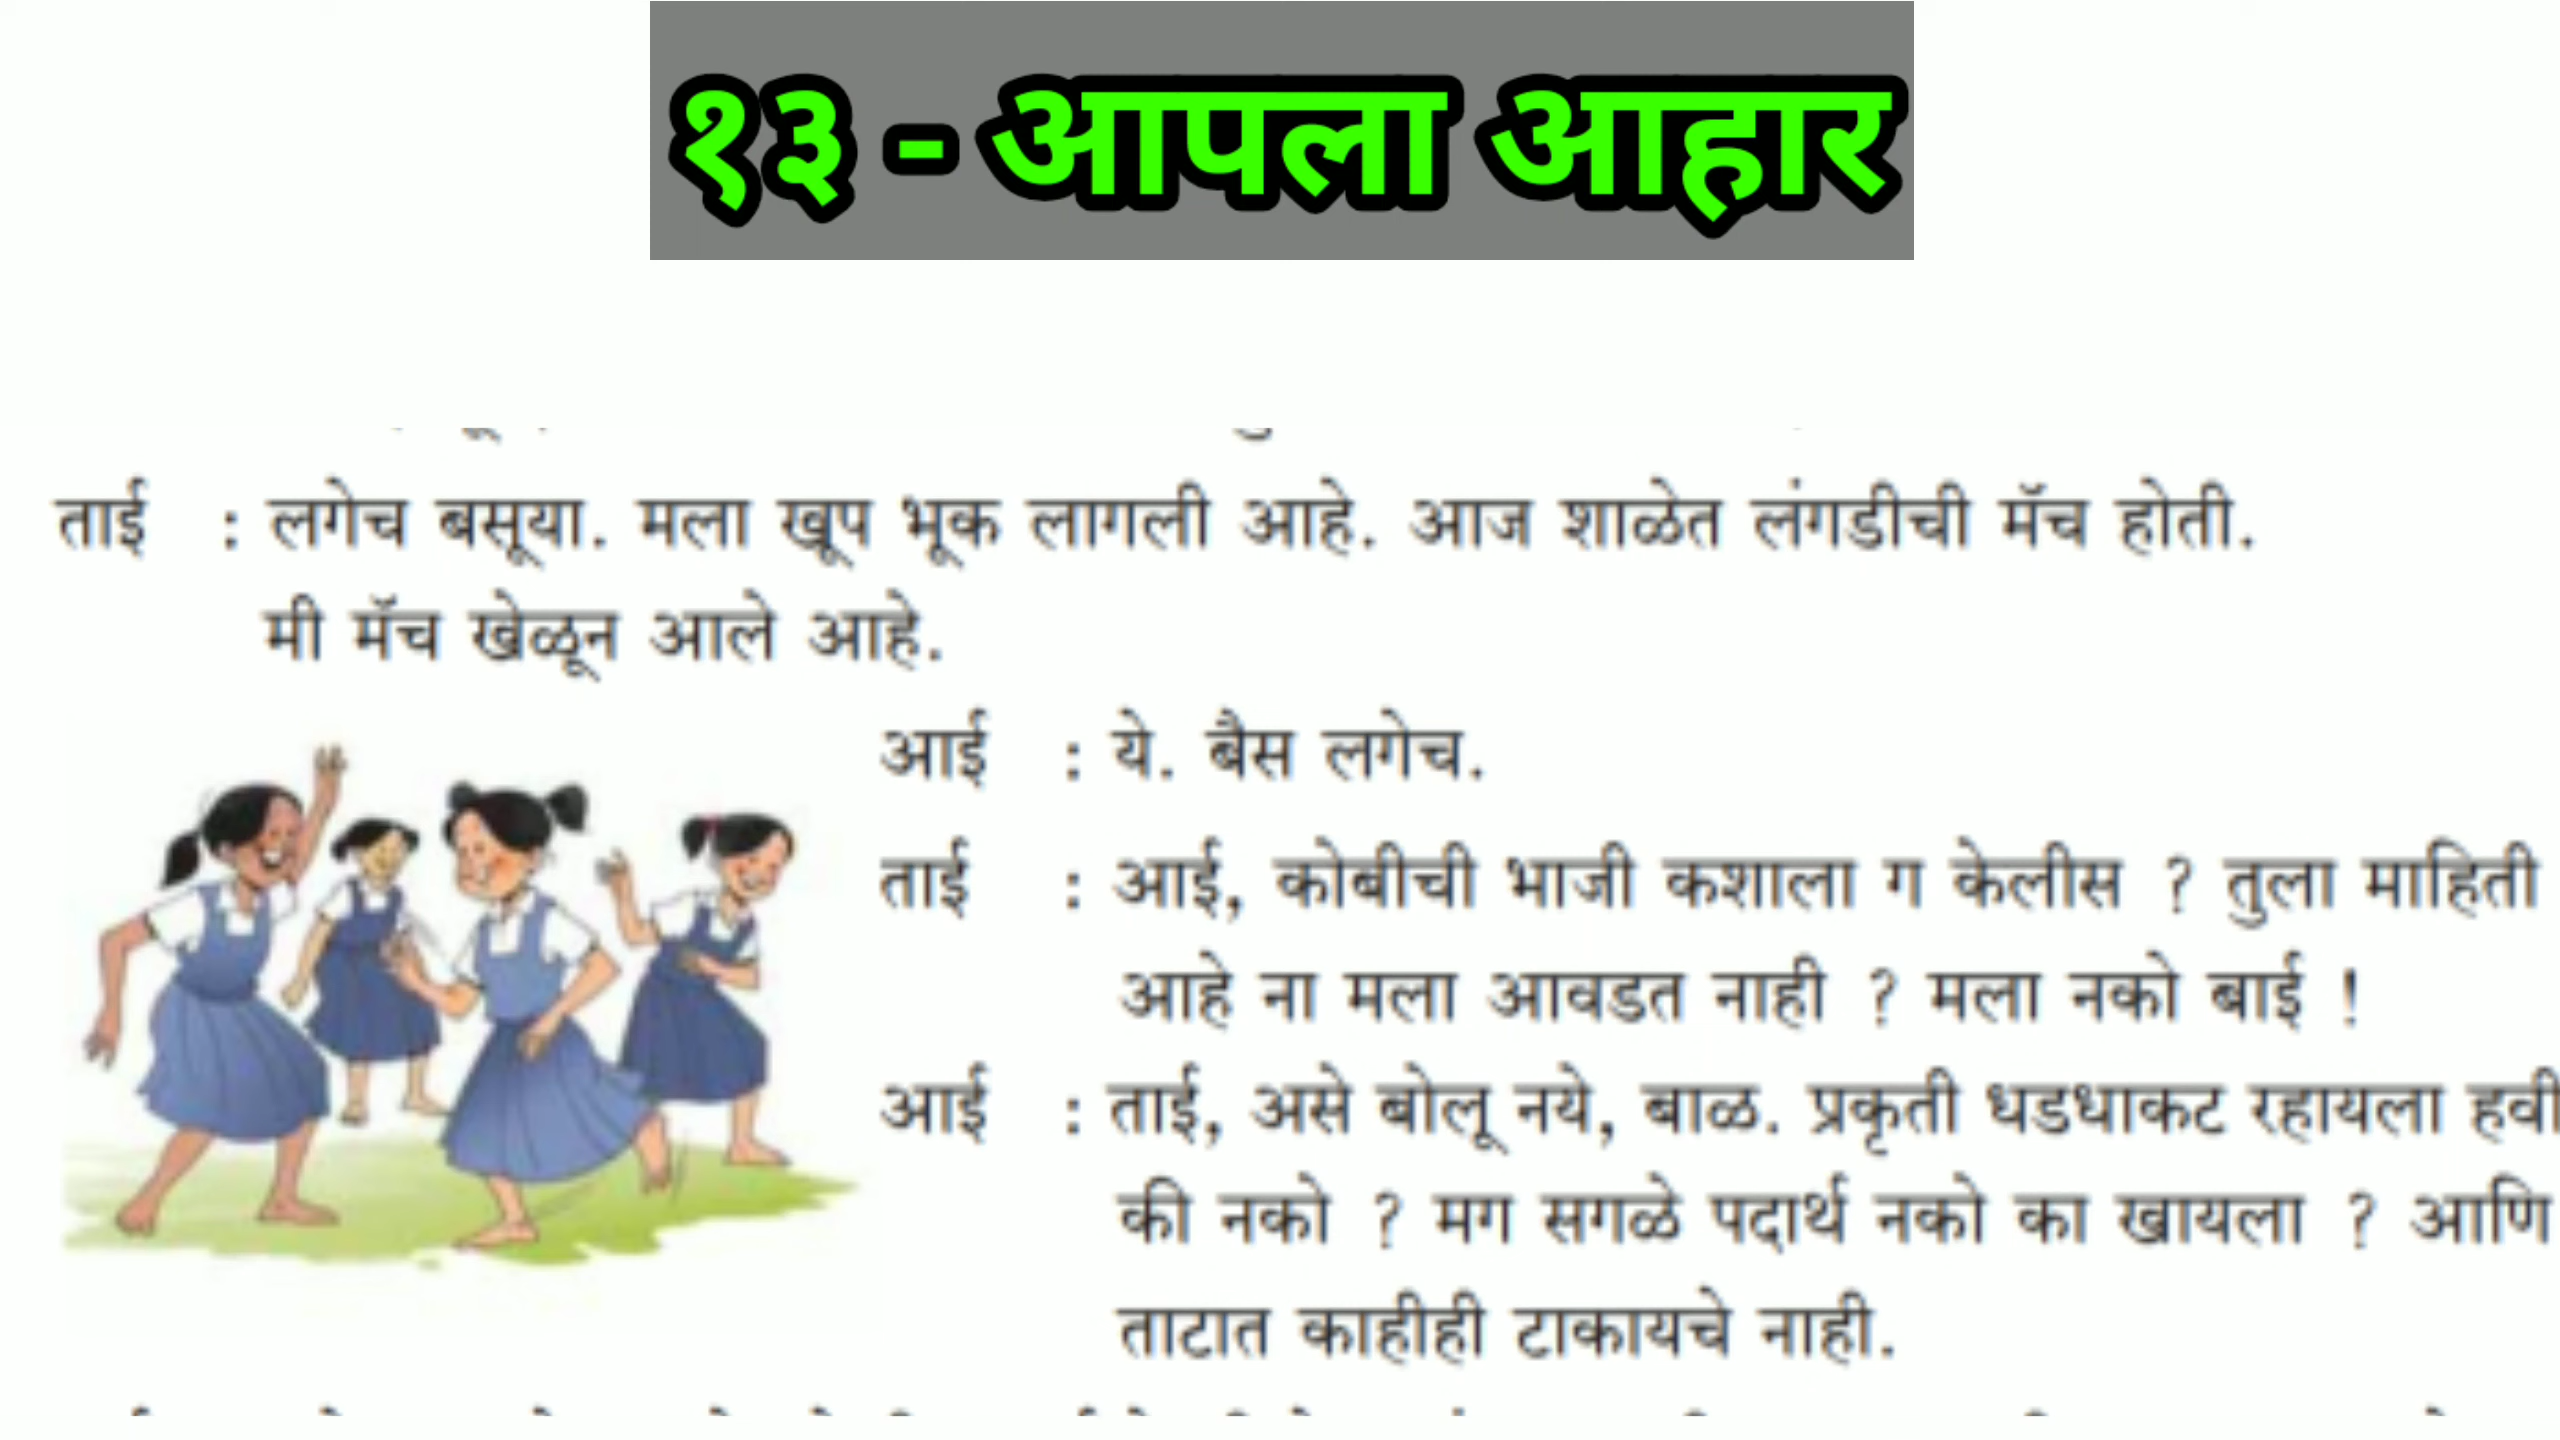 १३ - आपला आहार
ताई : लगेच बसूया. मला खूप भूक लागली आहे. आज शाळेत लंगडीची मॅच होती.
मी मॅच खेळून आले आहे.
आई : ये. बैस लगेच.
ताई : आई, कोबीची भाजी कशाला ग केलीस ? तुला माहिती
आहे ना मला आवडत नाही ? मला नको बाई !
आई : ताई, असे बोलू नये, बाळ. प्रकृती धडधाकट रहायला हवी
की नको ? मग सगळे पदार्थ नको का खायला ? आणि
ताटात काहीही टाकायचे नाही.